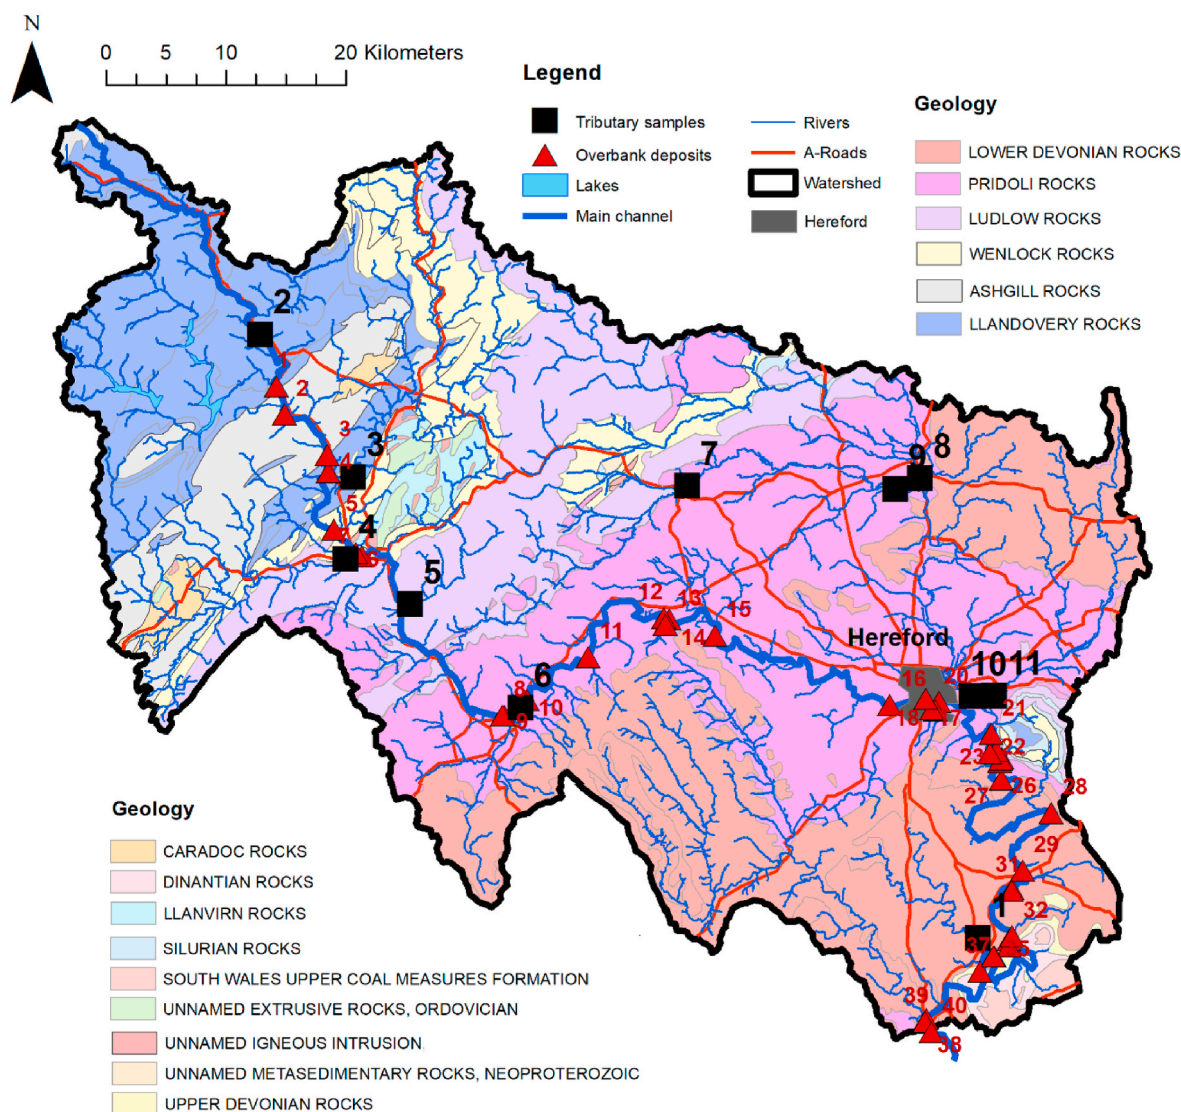 N
0 5 10 20 Kilometers
Legend
Tributary samples
Overbank deposits
Lakes
Main channel
Rivers
A-Roads
Watershed
Hereford
Geology
LOWER DEVONIAN ROCKS
PRIDOLI ROCKS
LUDLOW ROCKS
WENLOCK ROCKS
ASHGILL ROCKS
LLANDOVERY ROCKS
2
1
2
3
3
4
5
4
7
6
5
7
9 8
12 13 15
14
11
6
8
10
9
Hereford
10 11
16 20
21
18 17
22
23
26
27 28
29
31
1
32
37 5
39 40
38
Geology
CARADOC ROCKS
DINANTIAN ROCKS
LLANVIRN ROCKS
SILURIAN ROCKS
SOUTH WALES UPPER COAL MEASURES FORMATION
UNNAMED EXTRUSIVE ROCKS, ORDOVICIAN
UNNAMED IGNEOUS INTRUSION
UNNAMED METASEDIMENTARY ROCKS, NEOPROTEROZOIC
UPPER DEVONIAN ROCKS